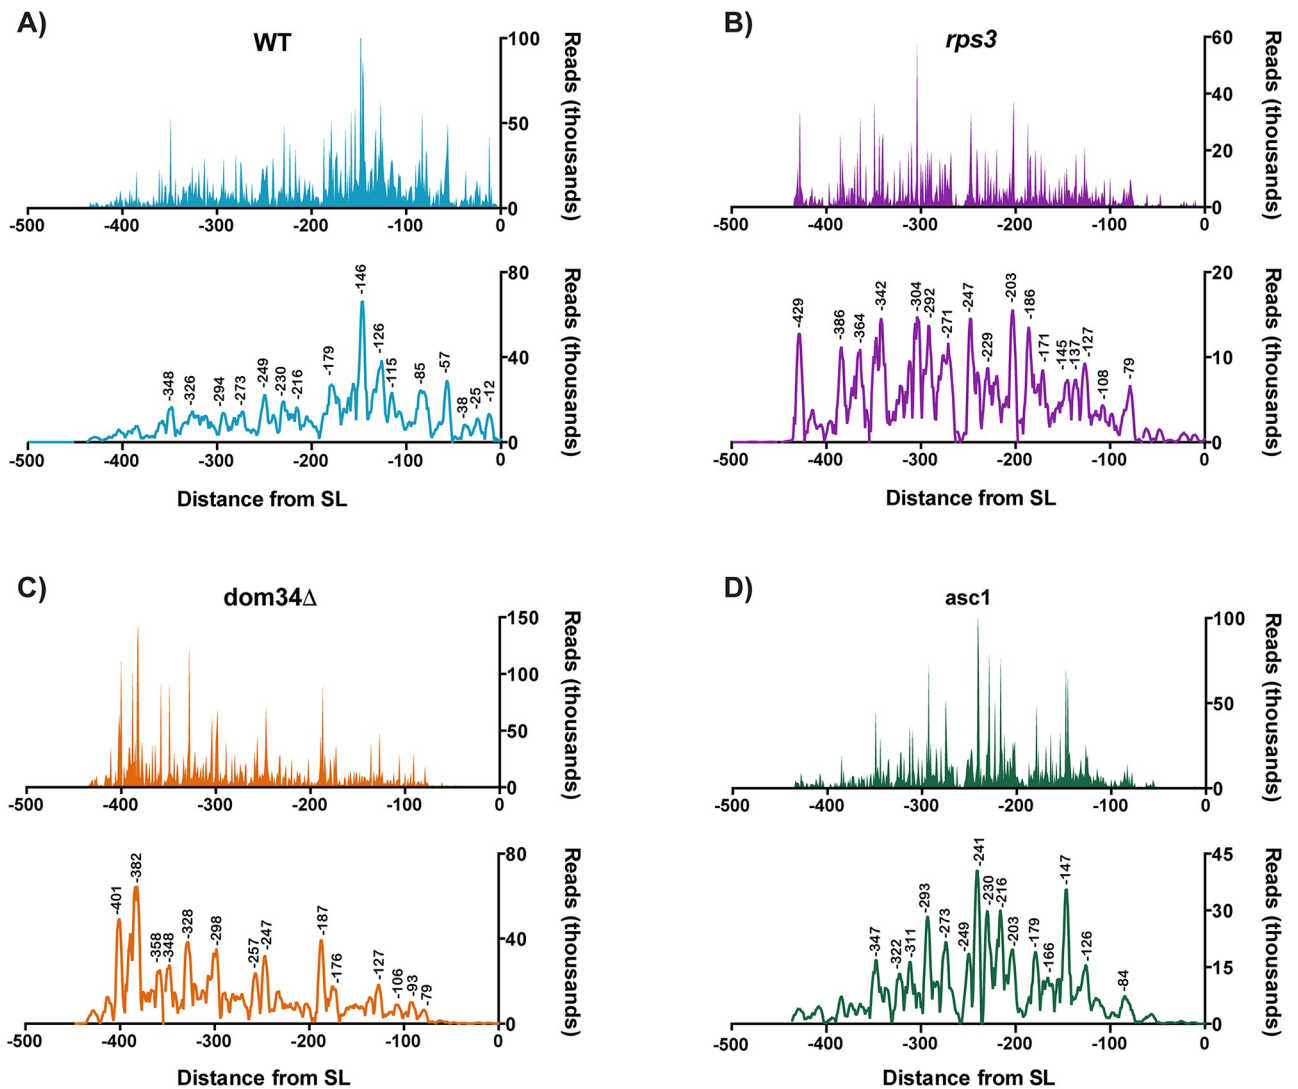 A)
WT
100
50
0
Reads (thousands)
-500 -400 -300 -200 -100 0
-348 -326 -294 -273 -249 -230 -216 -179 -146 -126 -115 -85 -57 -38 -25 -12
80
40
0
Reads (thousands)
-500 -400 -300 -200 -100 0
Distance from SL
B)
rps3
60
40
20
0
Reads (thousands)
-500 -400 -300 -200 -100 0
-429 -386 -364 -342 -304 -292 -271 -247 -229 -203 -186 -171 -145 -137 -127 -108 -79
20
10
0
Reads (thousands)
-500 -400 -300 -200 -100 0
Distance from SL
C)
dom34Δ
150
100
50
0
Reads (thousands)
-500 -400 -300 -200 -100 0
-401 -382 -358 -348 -328 -298 -257 -247 -187 -176 -127 -106 -93 -79
80
40
0
Reads (thousands)
-500 -400 -300 -200 -100 0
Distance from SL
D)
asc1
100
50
0
Reads (thousands)
-500 -400 -300 -200 -100 0
-347 -322 -311 -293 -273 -249 -241 -230 -216 -203 -179 -166 -147 -126 -84
45
30
15
0
Reads (thousands)
-500 -400 -300 -200 -100 0
Distance from SL